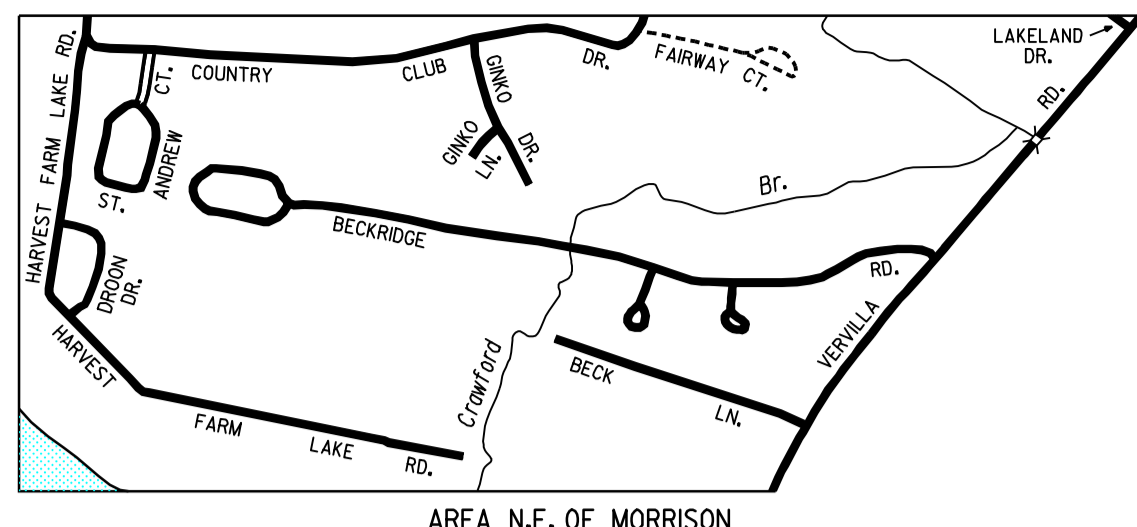 LAKELAND
DR.
HARVEST FARM LAKE RD.
COUNTRY CLUB DR.
FAIRWAY CT.
GINKO DR.
GINKO
LN.
CT.
ANDREW
ST.
RD.
Br.
BECKRIDGE RD.
DROON
DR.
VERVILLA
HARVEST FARM LAKE RD.
Crawford
BECK LN.
AREA N.E. OF MORRISON